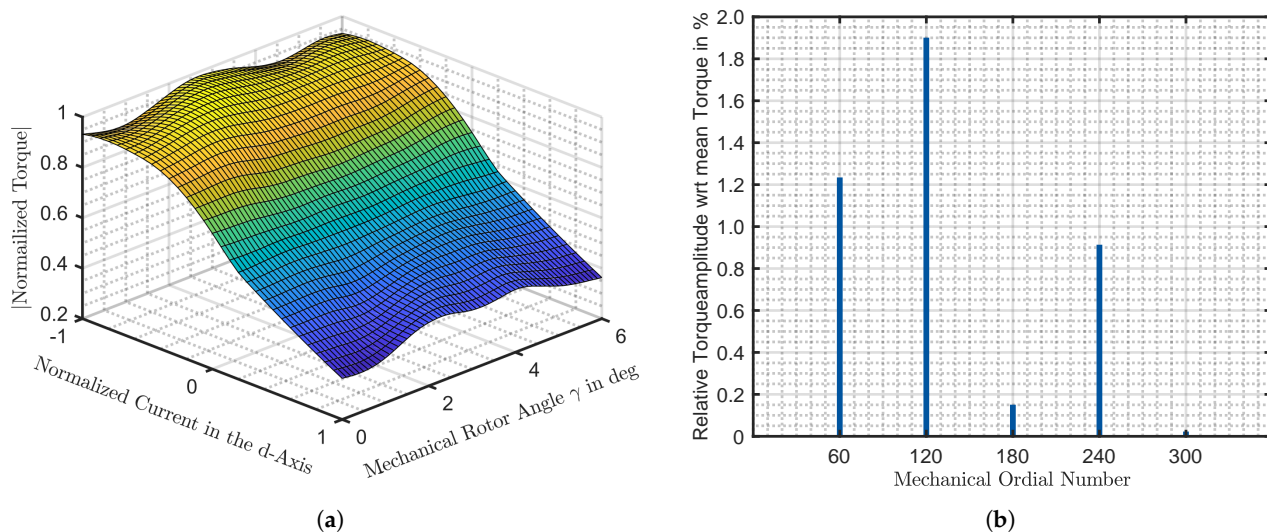 |Normailized Torque|
1
0.8
0.6
0.4
0.2
-1
0
1
Normalized Current in the d-Axis
0
2
4
6
Mechanical Rotor Angle γ in deg
(a)
Relative Torqueamplitude wrt mean Torque in %
2.0
1.8
1.6
1.4
1.2
1.0
0.8
0.6
0.4
0.2
0
60 120 180 240 300
Mechanical Ordial Number
(b)